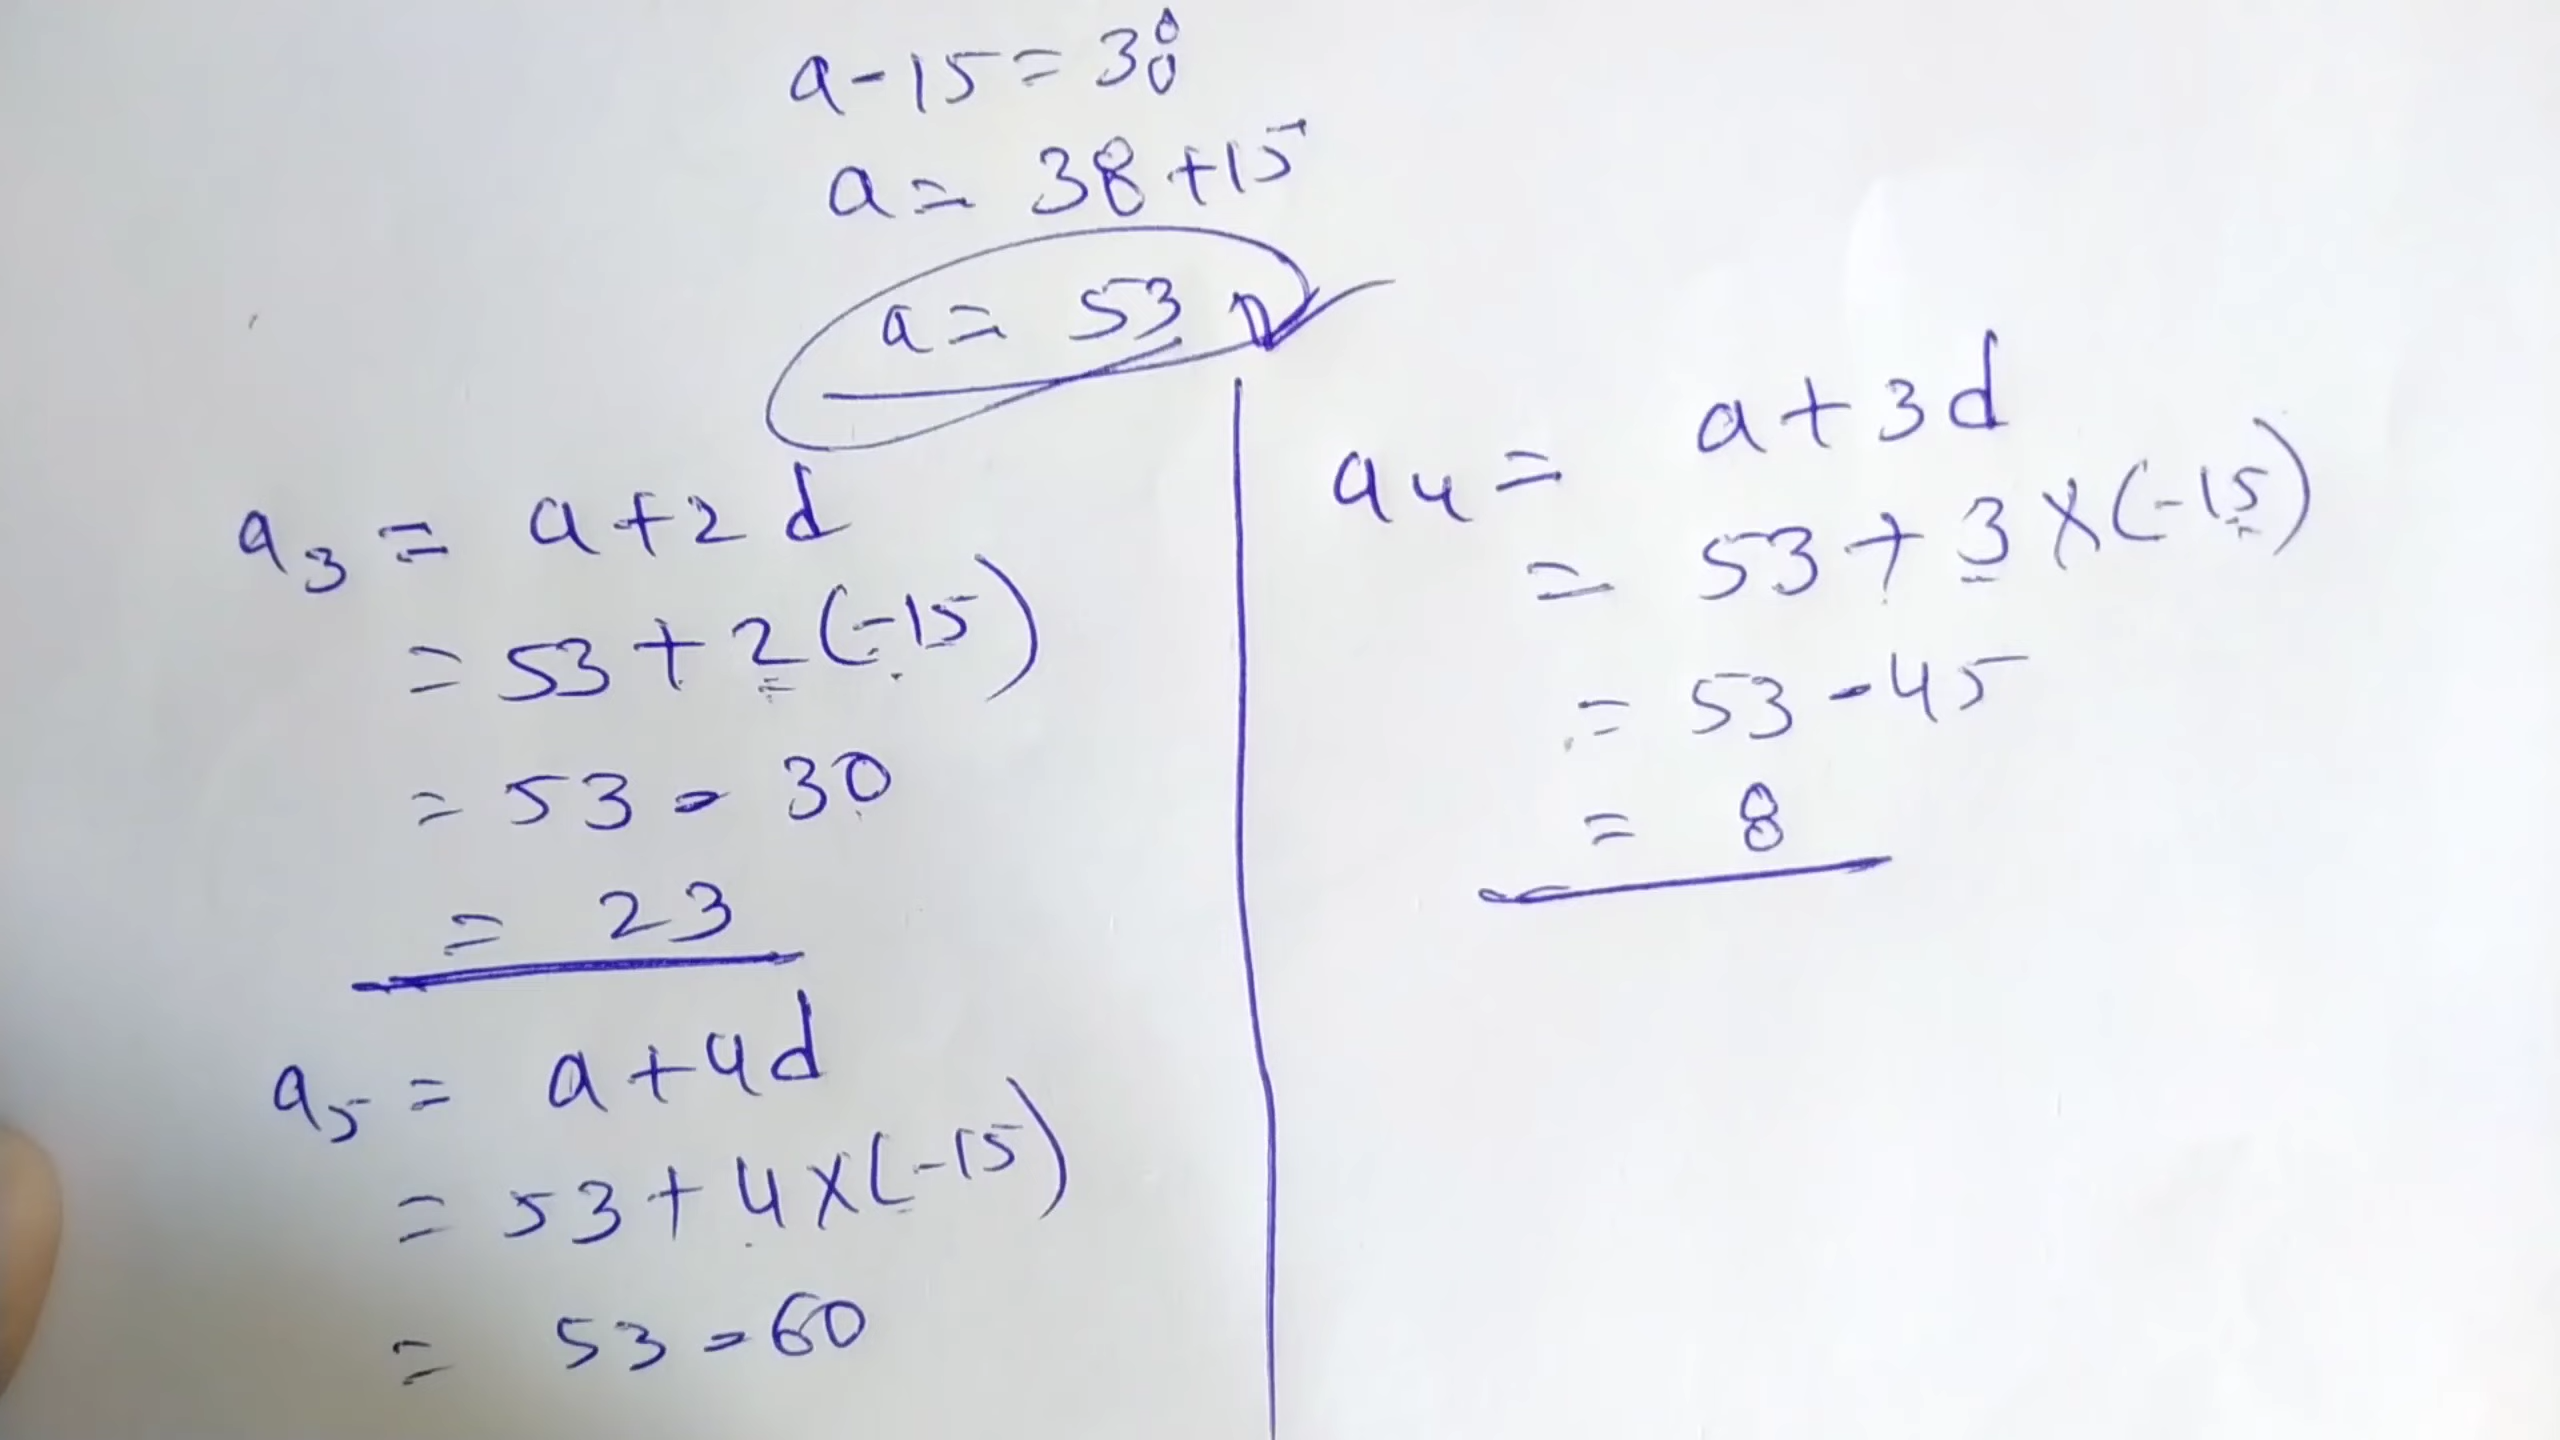 a-15=38
a= 38+15
a= 53
a3 = a+2d
= 53+2(-15)
= 53-30
= 23
a5 = a+4d
= 53+4×(-15)
= 53-60
a4 = a+3d
= 53+3×(-15)
= 53-45
= 8